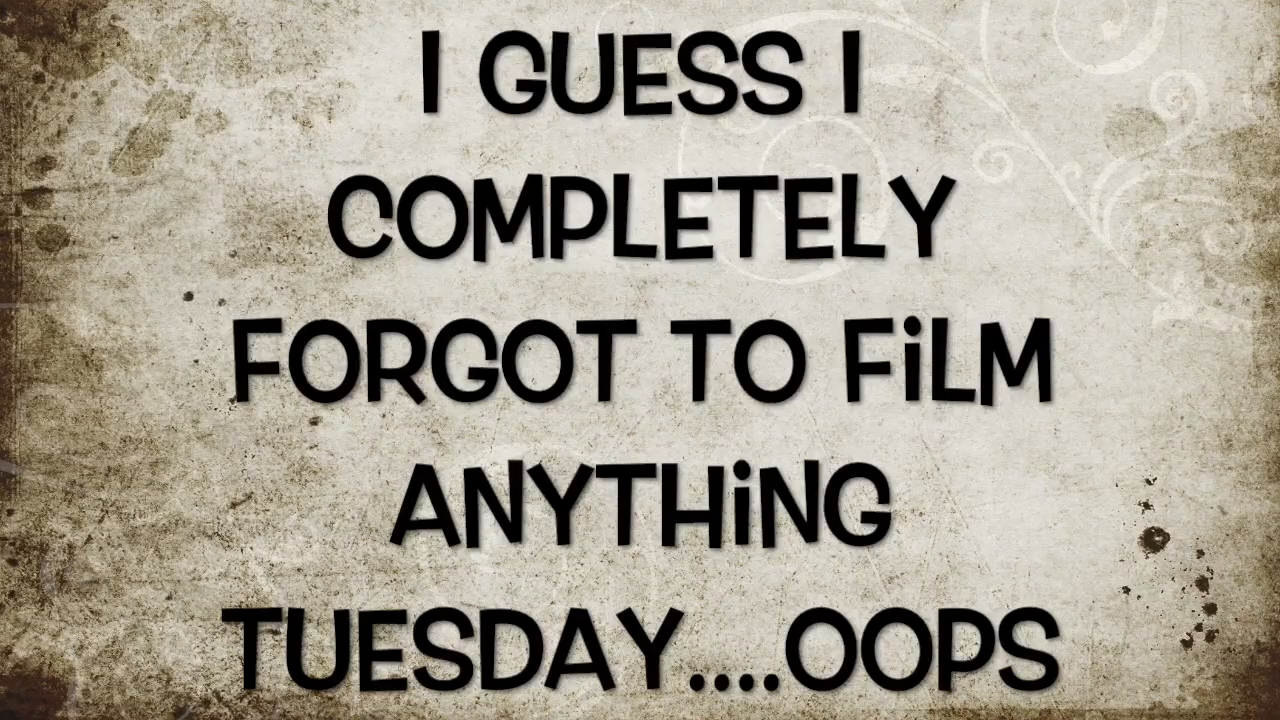 I GUESS I
COMPLETELY
FORGOT TO FiLM
ANYTHiNG
TUESDAY....OOPS